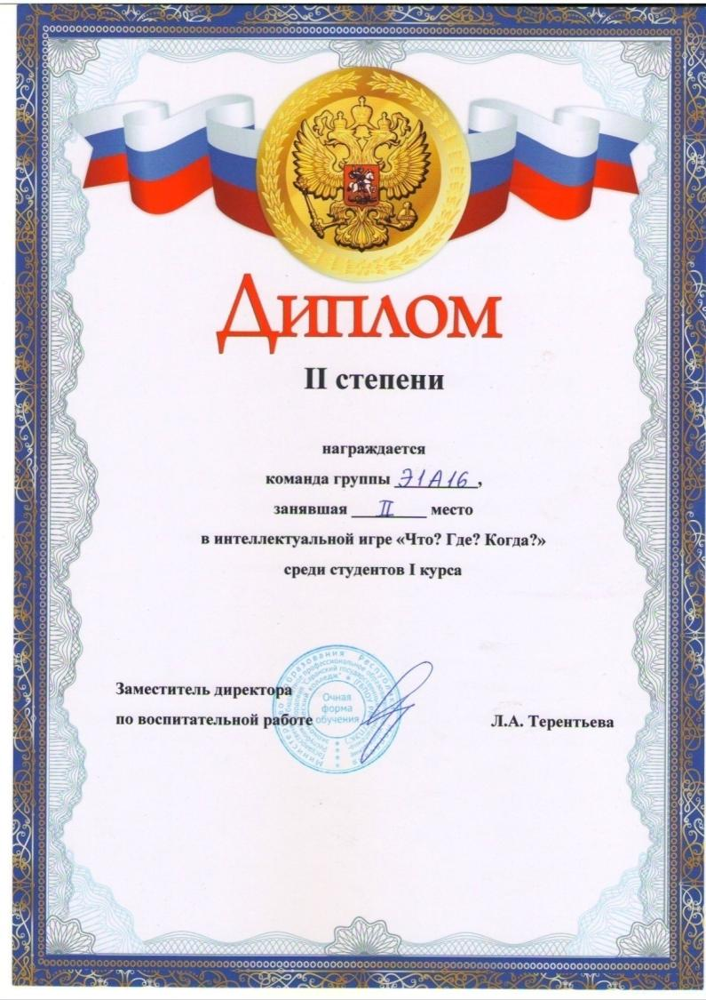 Диплом
II степени
награждается
команда группы Э1А16,
занявшая II место
в интеллектуальной игре «Что? Где? Когда?»
среди студентов I курса
Заместитель директора
по воспитательной работе
Л.А. Терентьева
Очная
форма
обучения